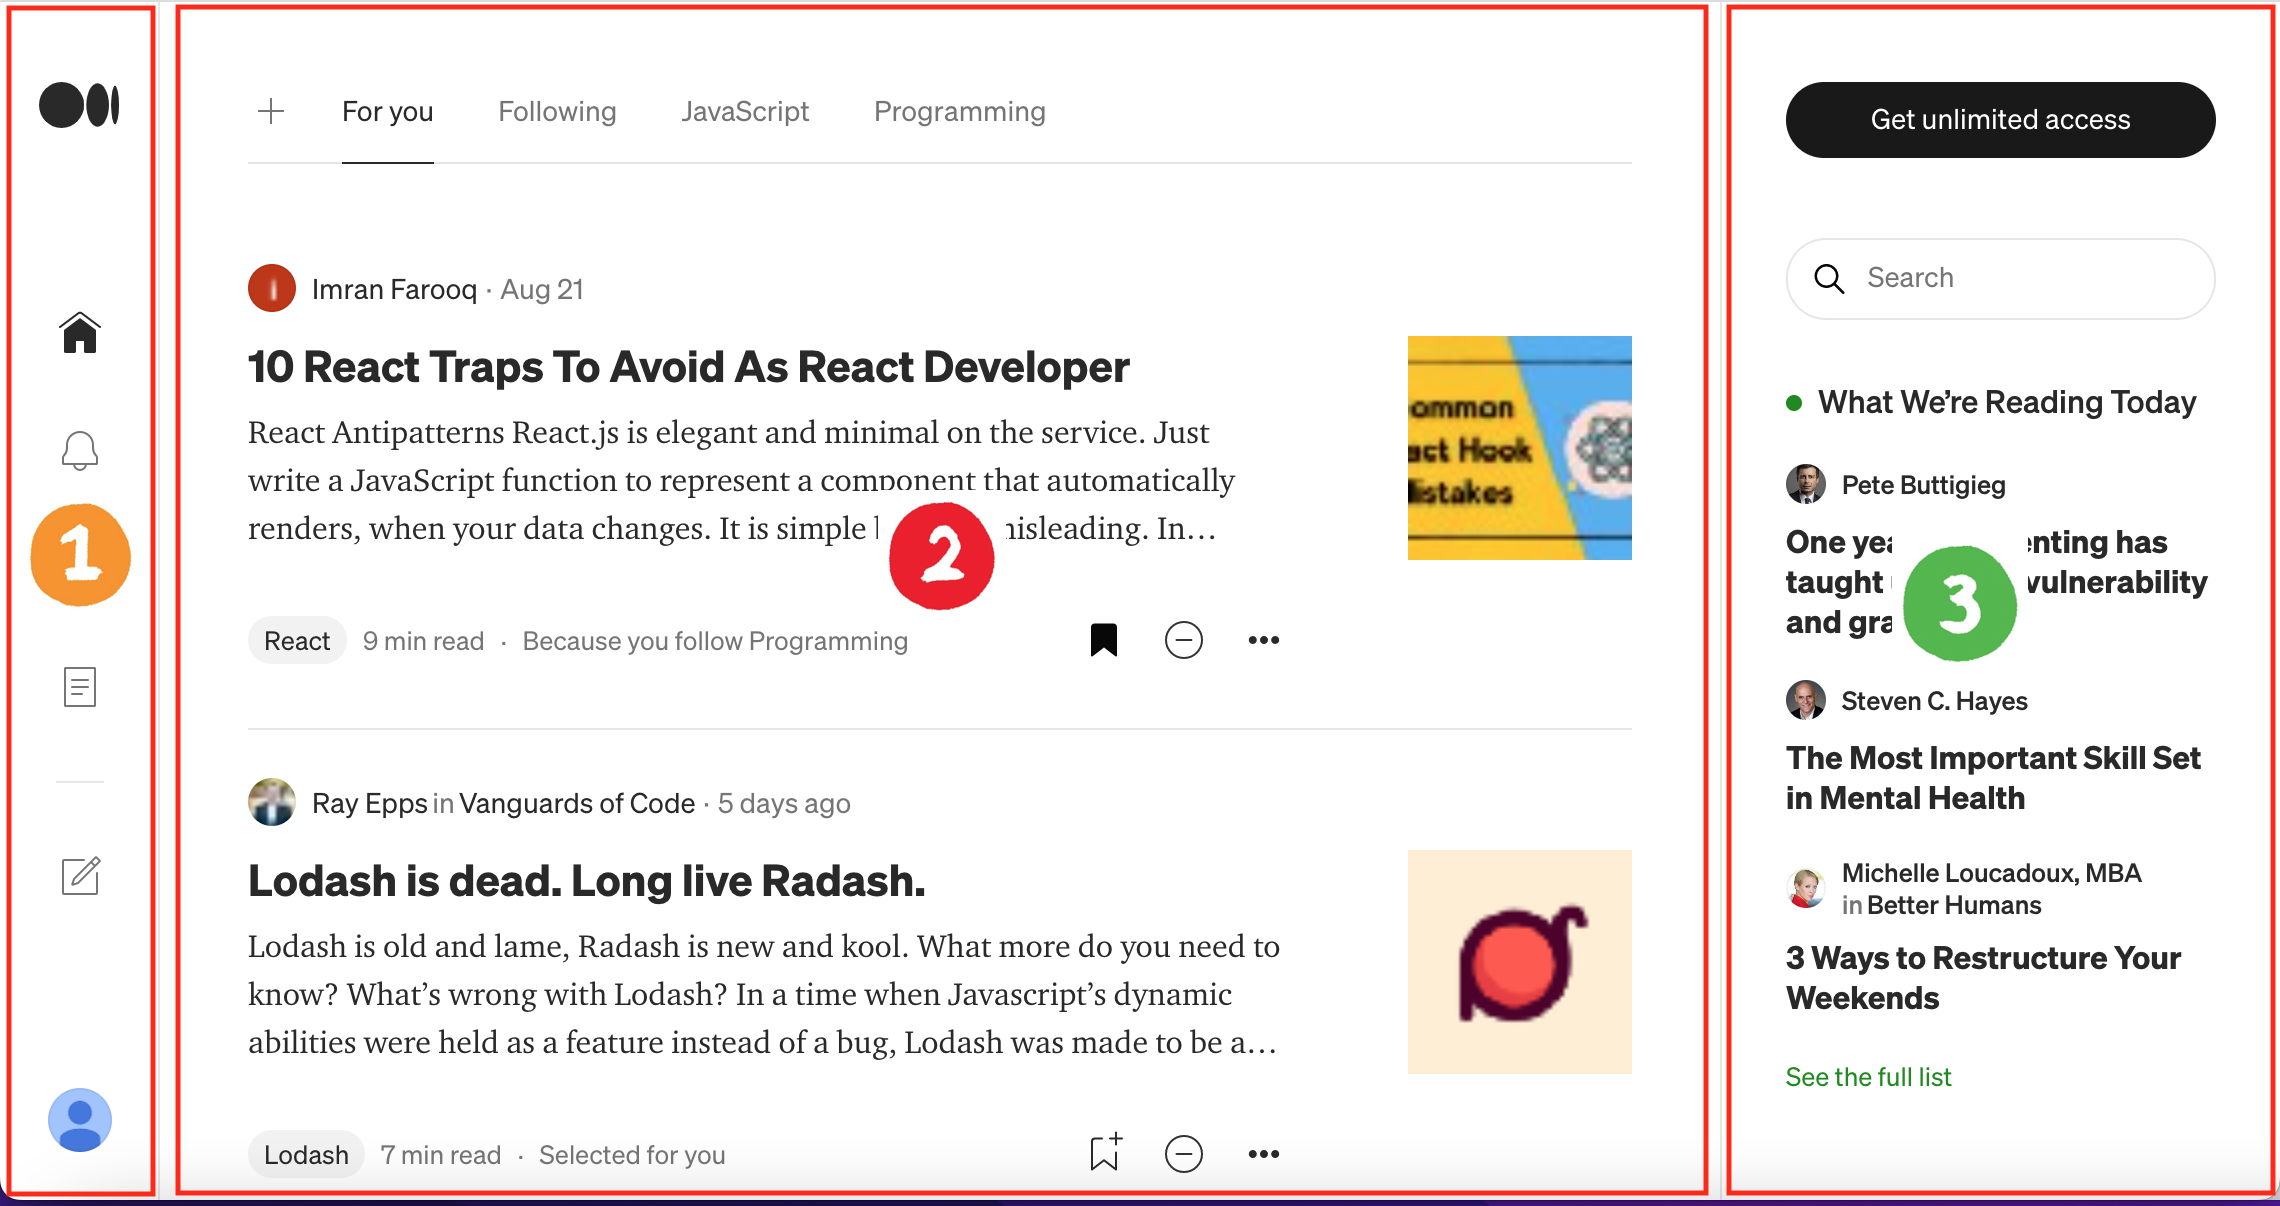 For you
Following
JavaScript
Programming
Imran Farooq · Aug 21
10 React Traps To Avoid As React Developer
React Antipatterns React.js is elegant and minimal on the service. Just
write a JavaScript function to represent a component that automatically
renders, when your data changes. It is simple misleading. In…
ommon
act Hook
istakes
React
9 min read · Because you follow Programming
Ray Epps in Vanguards of Code · 5 days ago
Lodash is dead. Long live Radash.
Lodash is old and lame, Radash is new and kool. What more do you need to
know? What’s wrong with Lodash? In a time when Javascript’s dynamic
abilities were held as a feature instead of a bug, Lodash was made to be a…
Lodash
7 min read · Selected for you
1
2
3
Get unlimited access
Search
What We’re Reading Today
Pete Buttigieg
One enting has
taught vulnerability
and
Steven C. Hayes
The Most Important Skill Set
in Mental Health
Michelle Loucadoux, MBA
in Better Humans
3 Ways to Restructure Your
Weekends
See the full list